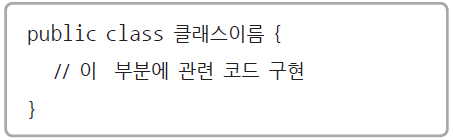 public class 클래스이름 {
// 이 부분에 관련 코드 구현
}